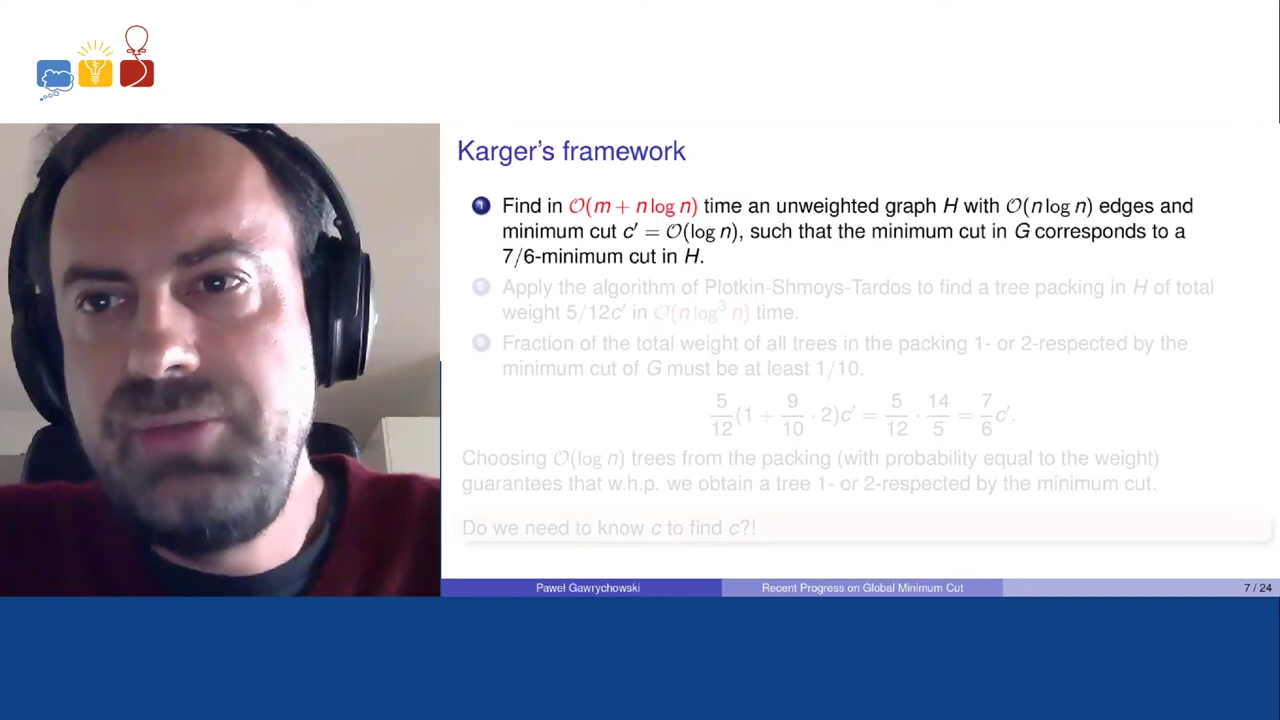 Karger's framework
1 Find in O(m + n log n) time an unweighted graph H with O(n log n) edges and
minimum cut c′ = O(log n), such that the minimum cut in G corresponds to a
7/6-minimum cut in H.
2 Apply the algorithm of Plotkin-Shmoys-Tardos to find a tree packing in H of total
weight 5/12c′ in O(n log³ n) time.
3 Fraction of the total weight of all trees in the packing 1- or 2-respected by the
minimum cut of G must be at least 1/10.
5/12(1 + 9/10 · 2)c′ = 5/12 · 14/5 = 7/6 c′.
Choosing O(log n) trees from the packing (with probability equal to the weight)
guarantees that w.h.p. we obtain a tree 1- or 2-respected by the minimum cut.
Do we need to know c to find c?!
Paweł Gawrychowski Recent Progress on Global Minimum Cut 7 / 24